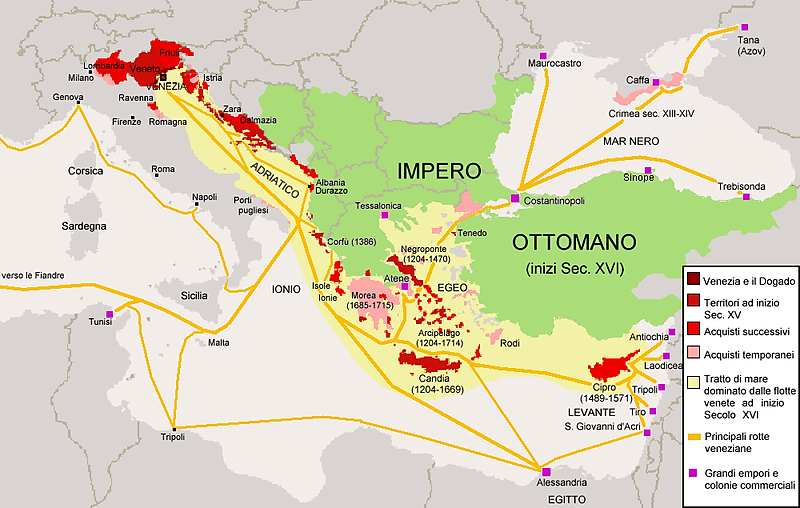 Friuli
Lombardia
Veneto
Milano
VENEZIA
Istria
Genova
Ravenna
Zara
Firenze
Romagna
Dalmazia
Corsica
Roma
ADRIATICO
Albania
Durazzo
Napoli
Porti
pugliesi
Sardegna
Corfù (1386)
verso le Fiandre
Sicilia
IONIO
Isole
Ionie
Tunisi
Malta
Tripoli
Maurocastro
Tana
(Azov)
Caffa
Crimea sec. XIII-XIV
MAR NERO
IMPERO
Sinope
Trebisonda
Costantinopoli
Tessalonica
Tenedo
OTTOMANO
(inizi Sec. XVI)
Negroponte
(1204-1470)
Atene
EGEO
Morea
(1685-1715)
Arcipelago
(1204-1714)
Rodi
Candia
(1204-1669)
Antiochia
Laodicea
Cipro
(1489-1571)
Tripoli
LEVANTE
Tiro
S. Giovanni d'Acri
Alessandria
EGITTO
Venezia e il Dogado
Territori ad inizio
Sec. XV
Acquisti successivi
Acquisti temporanei
Tratto di mare
dominato dalle flotte
venete ad inizio
Secolo XVI
Principali rotte
veneziane
Grandi empori e
colonie commerciali